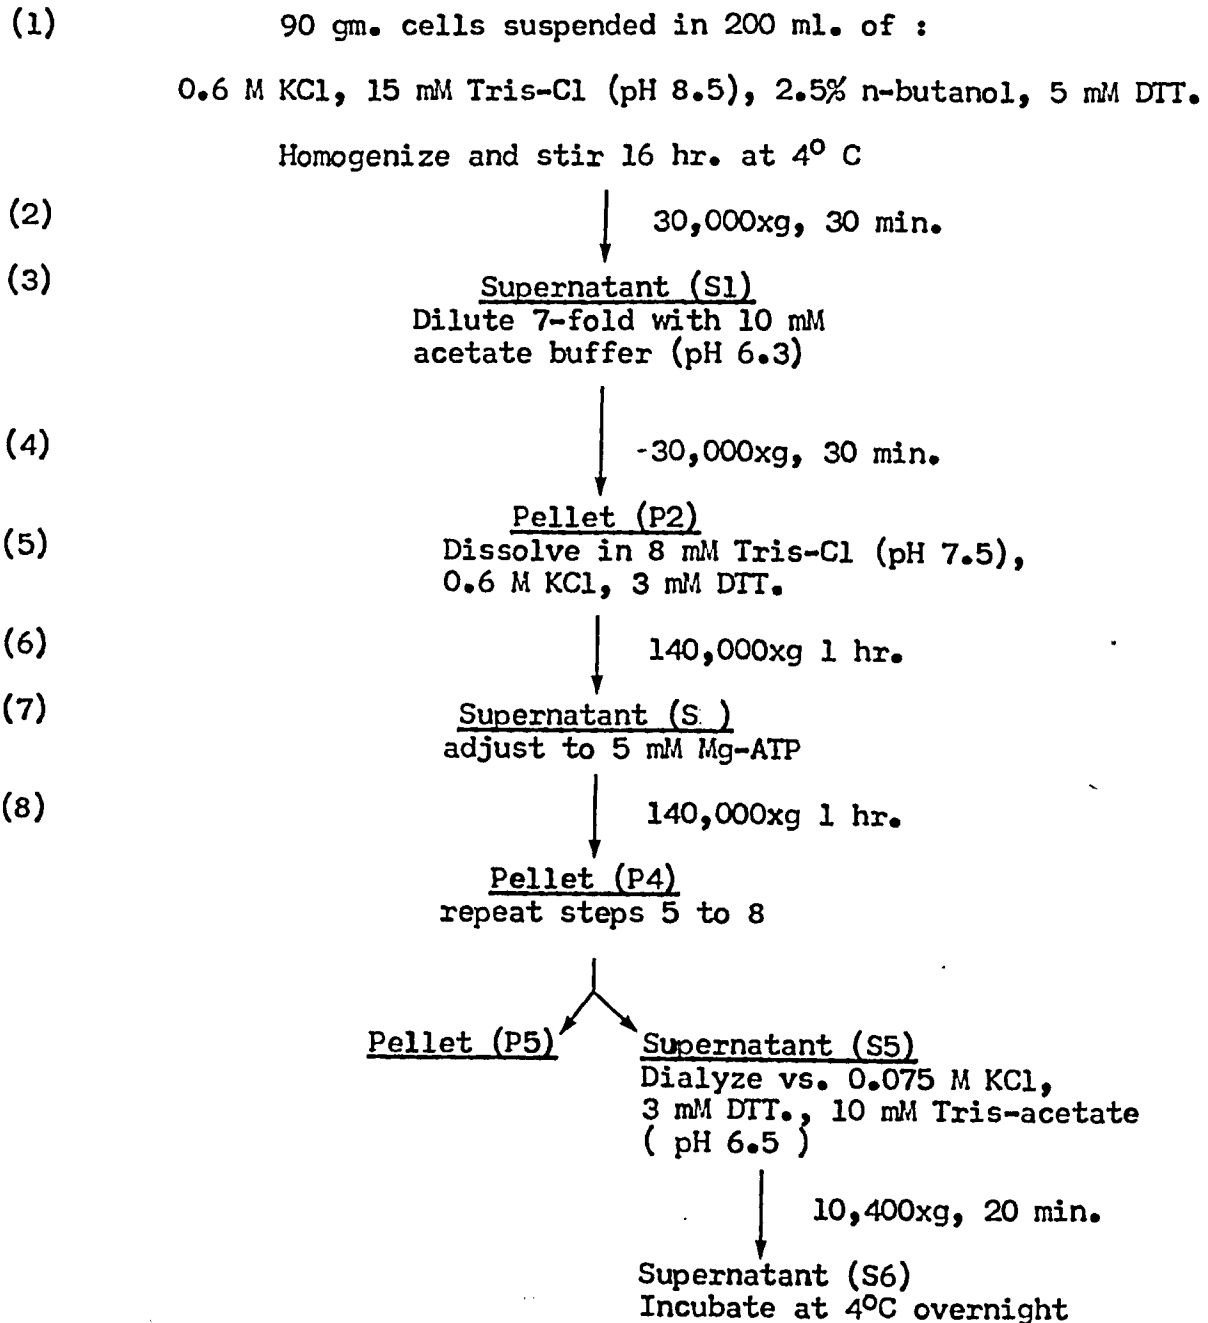 (1) 90 gm. cells suspended in 200 ml. of :
0.6 M KCl, 15 mM Tris-Cl (pH 8.5), 2.5% n-butanol, 5 mM DTT.
Homogenize and stir 16 hr. at 4° C
(2) 30,000xg, 30 min.
(3) Supernatant (S1)
Dilute 7-fold with 10 mM
acetate buffer (pH 6.3)
(4) -30,000xg, 30 min.
Pellet (P2)
(5) Dissolve in 8 mM Tris-Cl (pH 7.5),
0.6 M KCl, 3 mM DTT.
(6) 140,000xg 1 hr.
(7) Supernatant (S )
adjust to 5 mM Mg-ATP
(8) 140,000xg 1 hr.
Pellet (P4)
repeat steps 5 to 8
Pellet (P5) Supernatant (S5)
Dialyze vs. 0.075 M KCl,
3 mM DTT., 10 mM Tris-acetate
( pH 6.5 )
10,400xg, 20 min.
Supernatant (S6)
Incubate at 4°C overnight